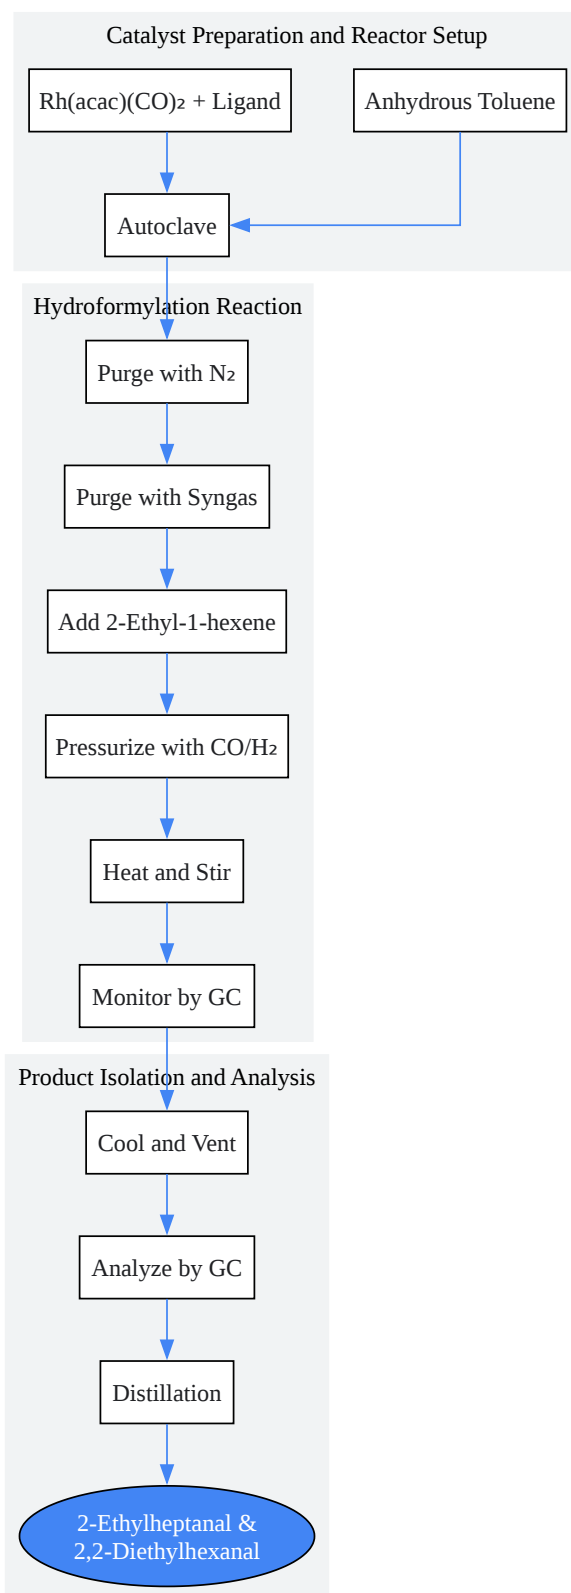 Catalyst Preparation and Reactor Setup
Rh(acac)(CO)₂ + Ligand
Anhydrous Toluene
Autoclave
Hydroformylation Reaction
Purge with N₂
Purge with Syngas
Add 2-Ethyl-1-hexene
Pressurize with CO/H₂
Heat and Stir
Monitor by GC
Product Isolation and Analysis
Cool and Vent
Analyze by GC
Distillation
2-Ethylheptanal &
2,2-Diethylhexanal